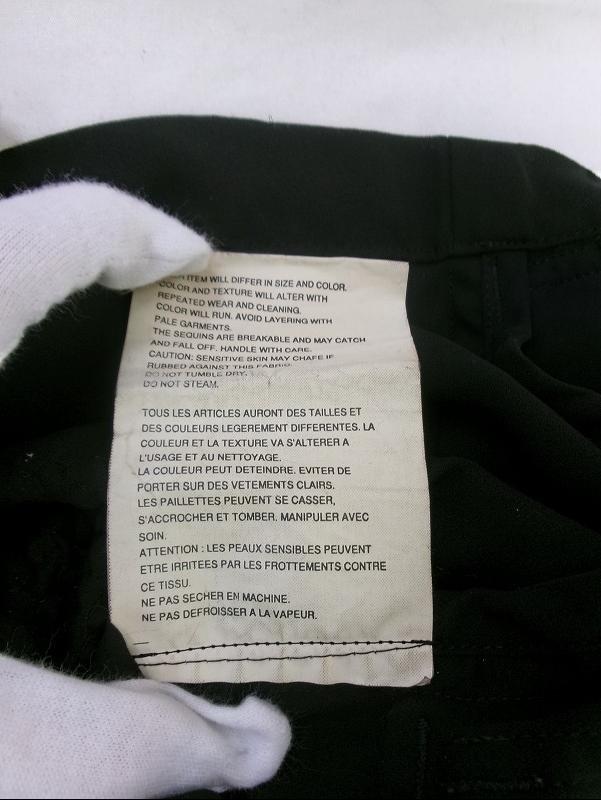 ITEM WILL DIFFER IN SIZE AND COLOR.
COLOR AND TEXTURE WILL ALTER WITH
REPEATED WEAR AND CLEANING.
COLOR WILL RUN. AVOID LAYERING WITH
PALE GARMENTS.
THE SEQUINS ARE BREAKABLE AND MAY CATCH
AND FALL OFF. HANDLE WITH CARE.
CAUTION: SENSITIVE SKIN MAY CHAFE IF
RUBBED AGAINST THIS FABRIC.
DO NOT TUMBLE DRY.
DO NOT STEAM.
TOUS LES ARTICLES AURONT DES TAILLES ET
DES COULEURS LEGEREMENT DIFFERENTES. LA
COULEUR ET LA TEXTURE VA S'ALTERER A
L'USAGE ET AU NETTOYAGE.
LA COULEUR PEUT DETEINDRE. EVITER DE
PORTER SUR DES VETEMENTS CLAIRS.
LES PAILLETTES PEUVENT SE CASSER,
S'ACCROCHER ET TOMBER. MANIPULER AVEC
SOIN.
ATTENTION : LES PEAUX SENSIBLES PEUVENT
ETRE IRRITEES PAR LES FROTTEMENTS CONTRE
CE TISSU.
NE PAS SECHER EN MACHINE.
NE PAS DEFROISSER A LA VAPEUR.